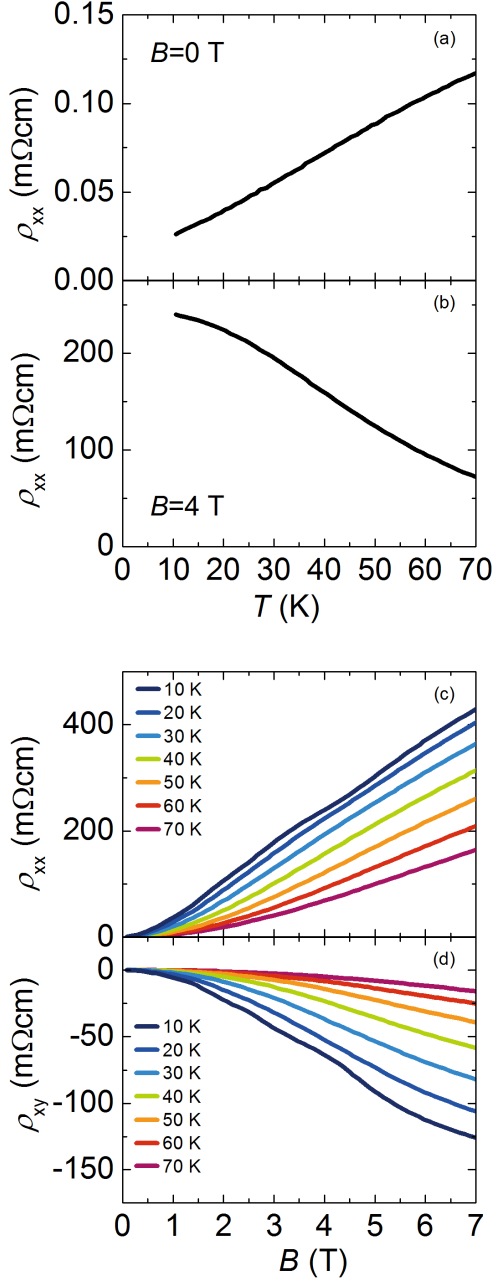 0.15
(a)
B=0 T
0.10
ρxx (mΩcm)
0.05
0.00
(b)
200
ρxx (mΩcm)
100
B=4 T
0
0 10 20 30 40 50 60 70
T (K)
(c)
10 K
400
20 K
30 K
40 K
50 K
ρxx (mΩcm)
200
60 K
70 K
0
(d)
0
-50
10 K
20 K
30 K
ρxy (mΩcm)
40 K
-100
50 K
60 K
-150
70 K
0 1 2 3 4 5 6 7
B (T)